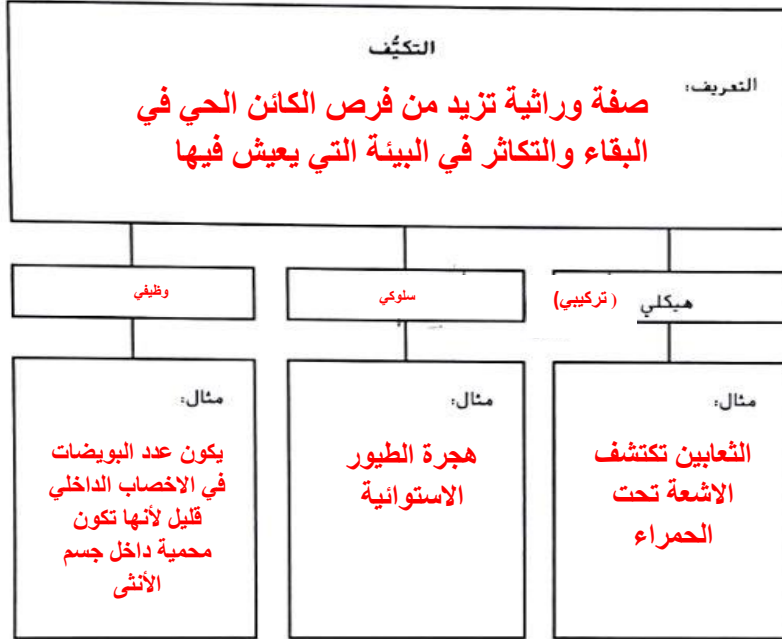 التكيُّف
التعريف:
صفة وراثية تزيد من فرص الكائن الحي في
البقاء والتكاثر في البيئة التي يعيش فيها
هيكلي (تركيبي)
سلوكي
وظيفي
مثال:
الثعابين تكتشف
الاشعة تحت
الحمراء
مثال:
هجرة الطيور
الاستوائية
مثال:
يكون عدد البويضات
في الاخصاب الداخلي
قليل لأنها تكون
محمية داخل جسم
الأنثى